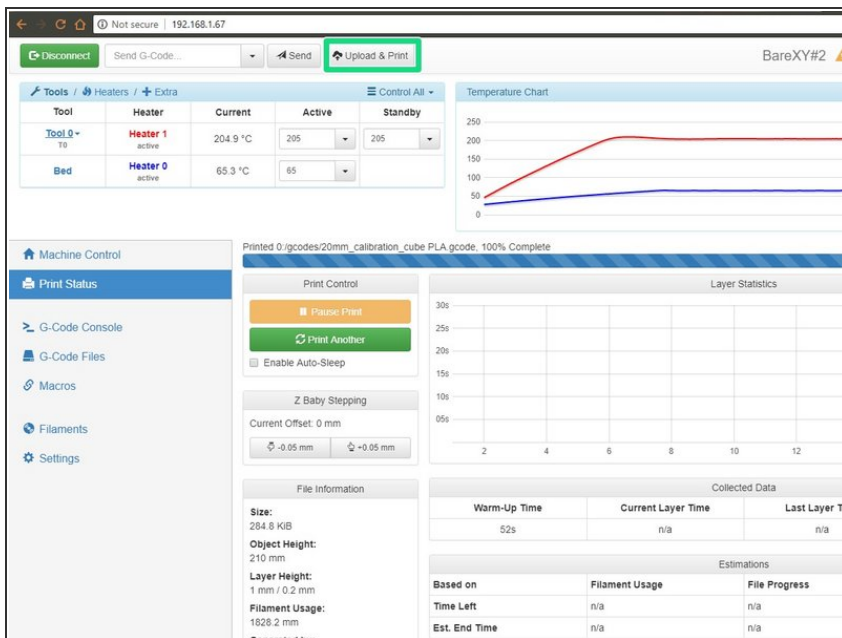 Not secure | 192.168.1.67
Disconnect Send G-Code... Send Upload & Print BareXY#2
Tools / Heaters / Extra Control All
Tool Heater Current Active Standby
Tool 0 Heater 1 204.9 °C 205 205
T0 active
Bed Heater 0 65.3 °C 65
active
Temperature Chart
250
200
150
100
50
0
Machine Control
Print Status
G-Code Console
G-Code Files
Macros
Filaments
Settings
Printed 0:/gcodes/20mm_calibration_cube PLA.gcode, 100% Complete
Print Control
Pause Print
Print Another
Enable Auto-Sleep
Z Baby Stepping
Current Offset: 0 mm
-0.05 mm +0.05 mm
File Information
Size:
284.8 KiB
Object Height:
210 mm
Layer Height:
1 mm / 0.2 mm
Filament Usage:
1828.2 mm
Layer Statistics
30s
25s
20s
15s
10s
05s
2 4 6 8 10 12
Collected Data
Warm-Up Time Current Layer Time Last Layer T
52s n/a n/a
Estimations
Based on Filament Usage File Progress
Time Left n/a n/a
Est. End Time n/a n/a